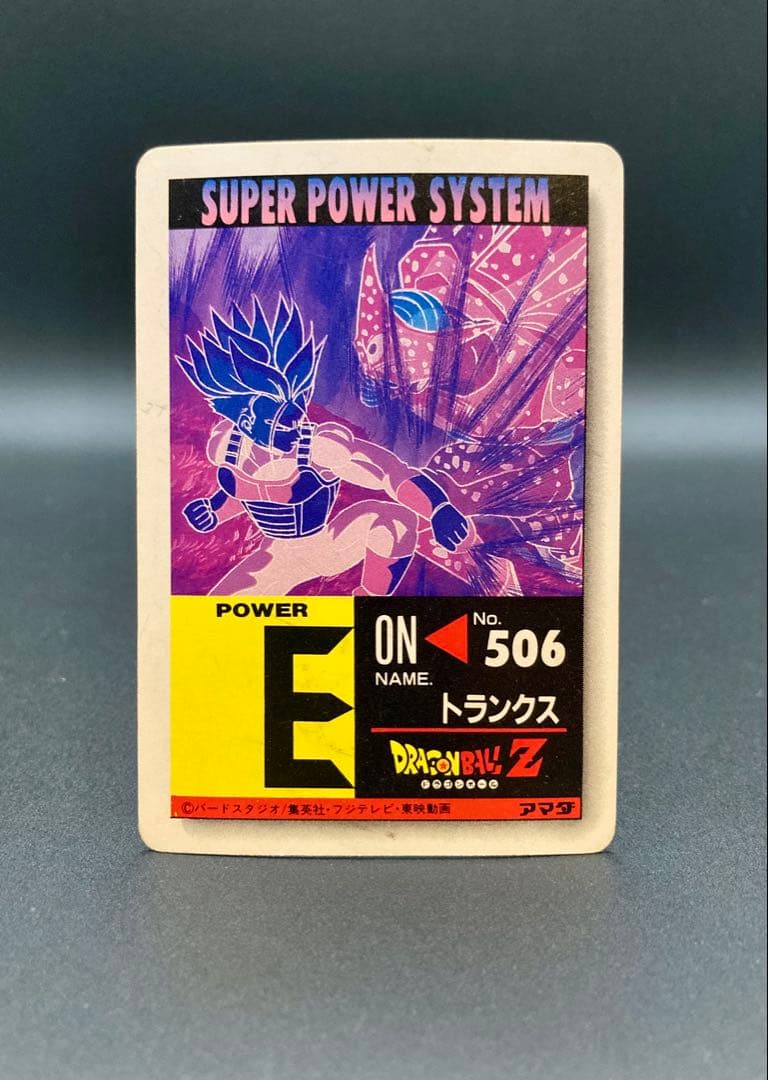 SUPER POWER SYSTEM
POWER
E
ON
No.
506
NAME.
トランクス
DRAGON BALL Z
ドラゴンボール
©バードスタジオ/集英社・フジテレビ・東映動画
アマダ